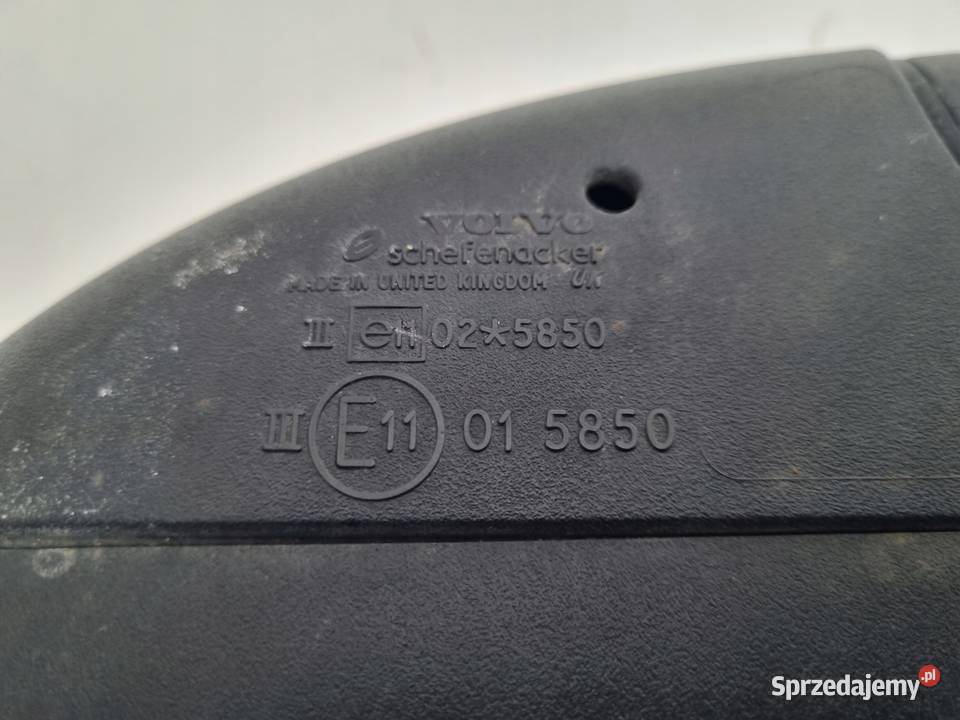 VOLVO
schefenacker
MADE IN UNITED KINGDOM UK
II e11 02*5850
III E11 01 5850
Sprzedajemy.pl